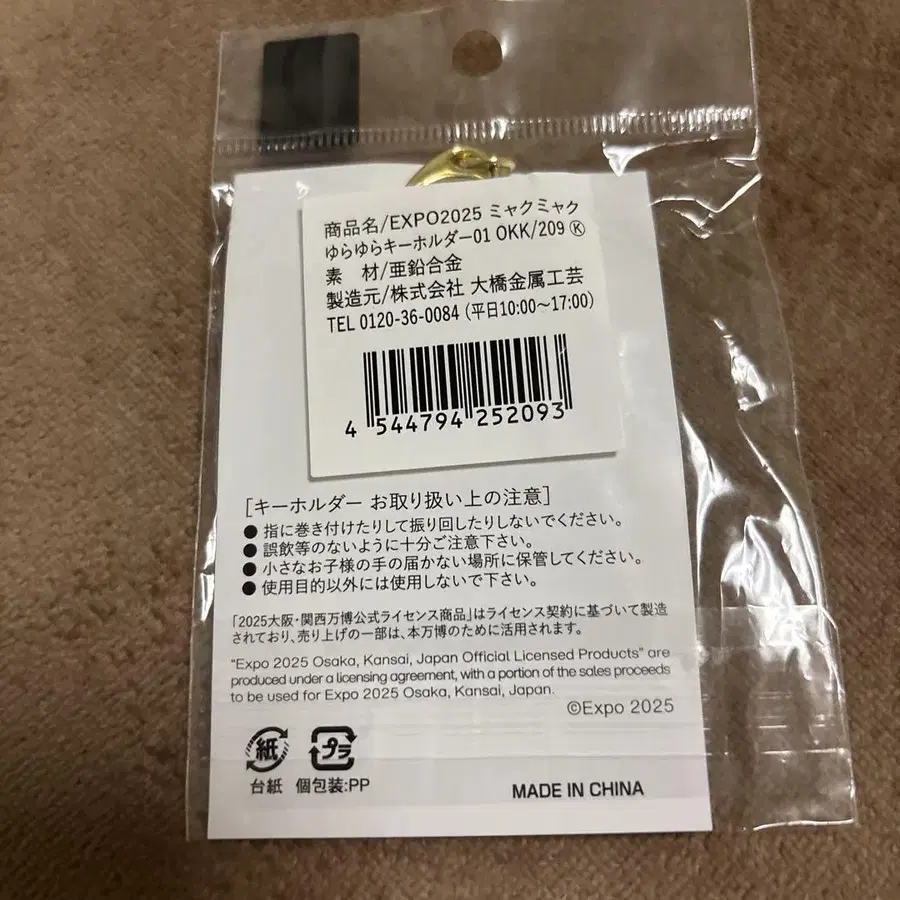 商品名/EXPO2025 ミャクミャク
ゆらゆらキーホルダー01 OKK/209 Ⓚ
素　材/亜鉛合金
製造元/株式会社 大橋金属工芸
TEL 0120-36-0084 (平日10:00～17:00)
4 544794 252093
[キーホルダー お取り扱い上の注意]
● 指に巻き付けたりして振り回したりしないでください。
● 誤飲等のないように十分ご注意下さい。
● 小さなお子様の手の届かない場所に保管してください。
● 使用目的以外には使用しないで下さい。
「2025大阪・関西万博公式ライセンス商品」はライセンス契約に基づいて製造
されており、売り上げの一部は、本万博のために活用されます。
"Expo 2025 Osaka, Kansai, Japan Official Licensed Products" are
produced under a licensing agreement, with a portion of the sales proceeds
to be used for Expo 2025 Osaka, Kansai, Japan.
©Expo 2025
紙 プラ
台紙 個包装:PP
MADE IN CHINA